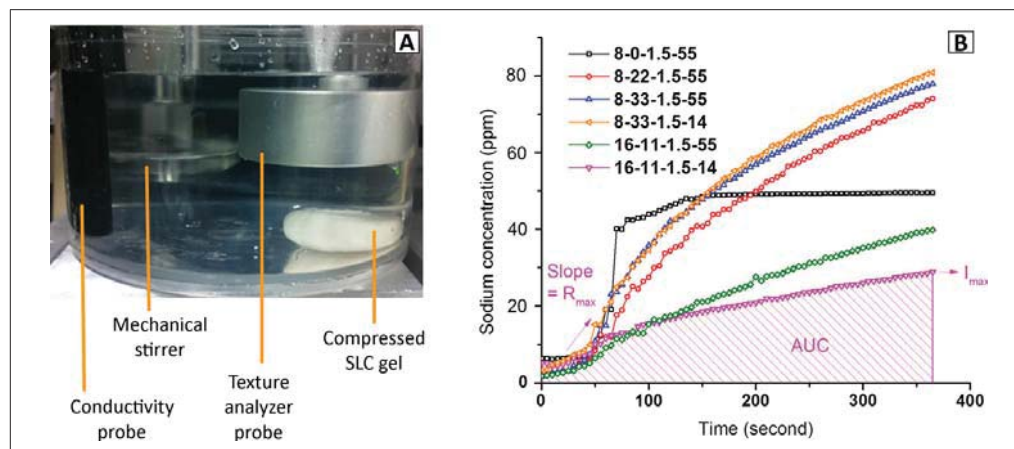 A
Mechanical
stirrer
Compressed
SLC gel
Conductivity
probe
Texture
analyzer
probe
B
8-0-1.5-55
8-22-1.5-55
8-33-1.5-55
8-33-1.5-14
16-11-1.5-55
16-11-1.5-14
Sodium concentration (ppm)
80
60
40
20
0
Slope
= Rmax
Imax
AUC
0 100 200 300 400
Time (second)